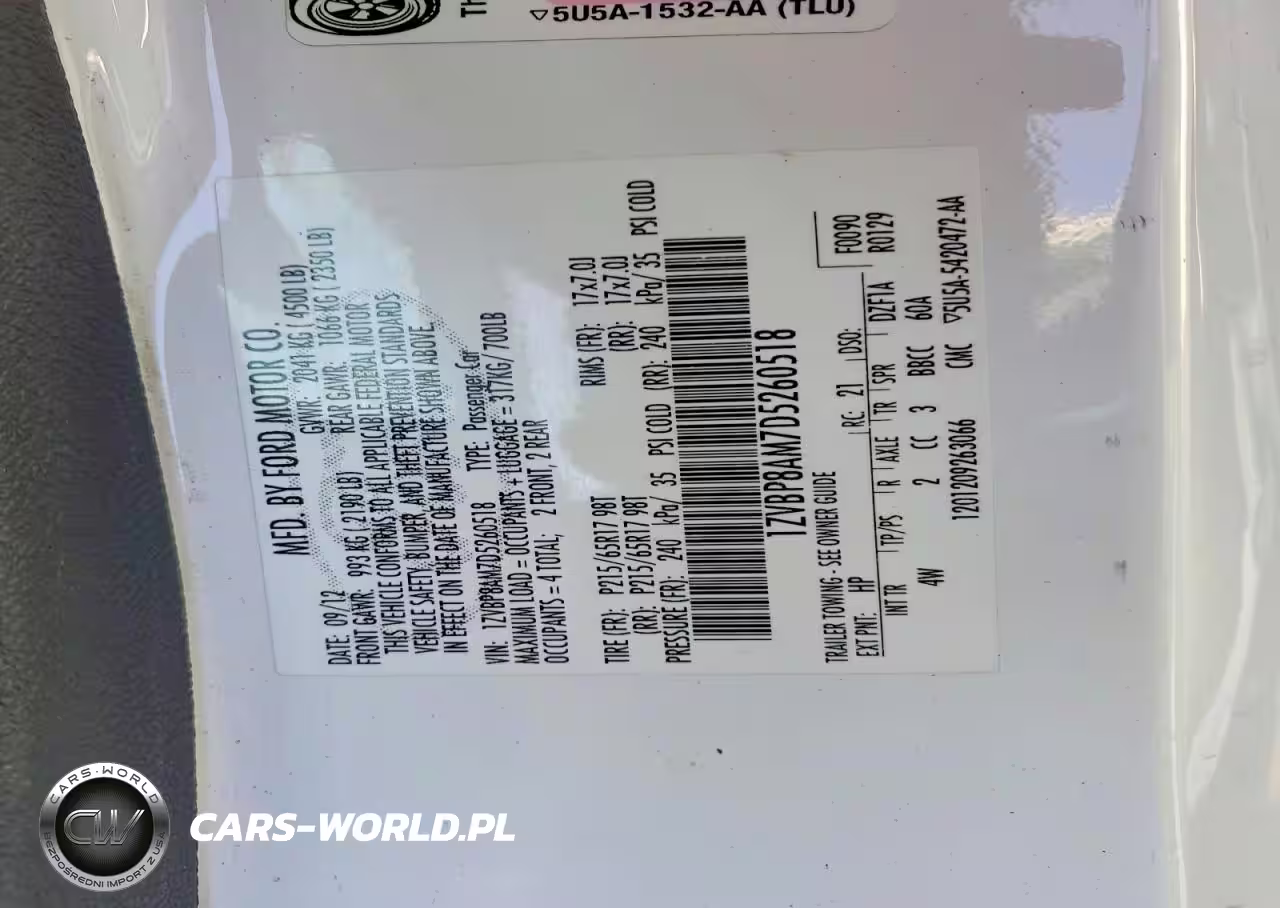 TH
▽5U5A-1532-AA (TLU)
MFD. BY FORD MOTOR CO.
DATE: 09/12 GVWR: 2041 KG ( 4500 LB)
FRONT GAWR: 993 KG ( 2190 LB) REAR GAWR: 1066 KG ( 2350 LB)
THIS VEHICLE CONFORMS TO ALL APPLICABLE FEDERAL MOTOR
VEHICLE SAFETY, BUMPER, AND THEFT PREVENTION STANDARDS
IN EFFECT ON THE DATE OF MANUFACTURE SHOWN ABOVE.
VIN: 1ZVBP8AM7D5260518 TYPE: Passenger Car
MAXIMUM LOAD = OCCUPANTS + LUGGAGE = 317KG/ 700LB
OCCUPANTS = 4 TOTAL; 2 FRONT, 2 REAR
TIRE (FR): P215/65R17 98T RIMS (FR): 17x7.0J
(RR): P215/65R17 98T (RR): 17x7.0J
PRESSURE (FR): 240 kPa/ 35 PSI COLD (RR): 240 kPa/ 35 PSI COLD
1ZVBP8AM7D5260518
TRAILER TOWING - SEE OWNER GUIDE
EXT PNT: HP RC: 21 DSO: F0090
INT TR TP/PS R AXLE TR SPR DZF1A R0129
4W 2 CC 3 BBCC 60A
1201209263066 CMC ▽5U5A-5420472-AA
CARS-WORLD
CW
BEZPOŚREDNI IMPORT Z USA
CARS-WORLD.PL